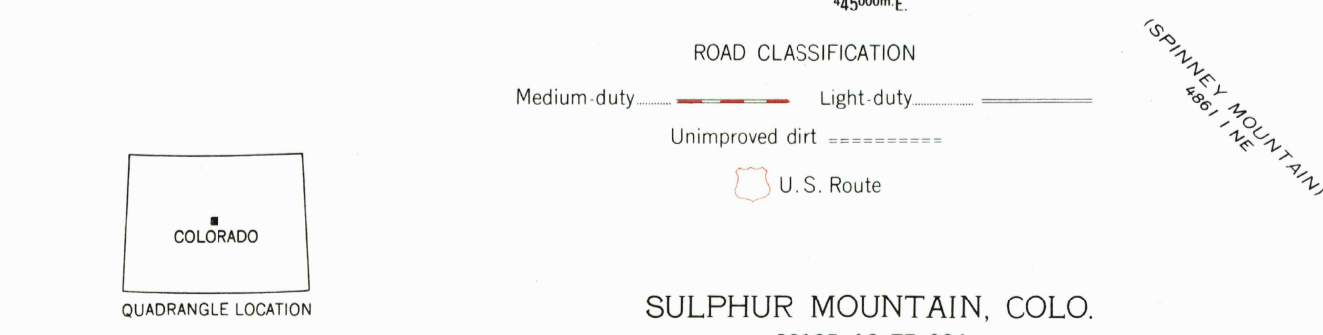 445000m.E.
ROAD CLASSIFICATION
Medium-duty
Light-duty
Unimproved dirt
U.S. Route
(SPINNEY MOUNTAIN)
4861 I NE
COLORADO
QUADRANGLE LOCATION
SULPHUR MOUNTAIN, COLO.